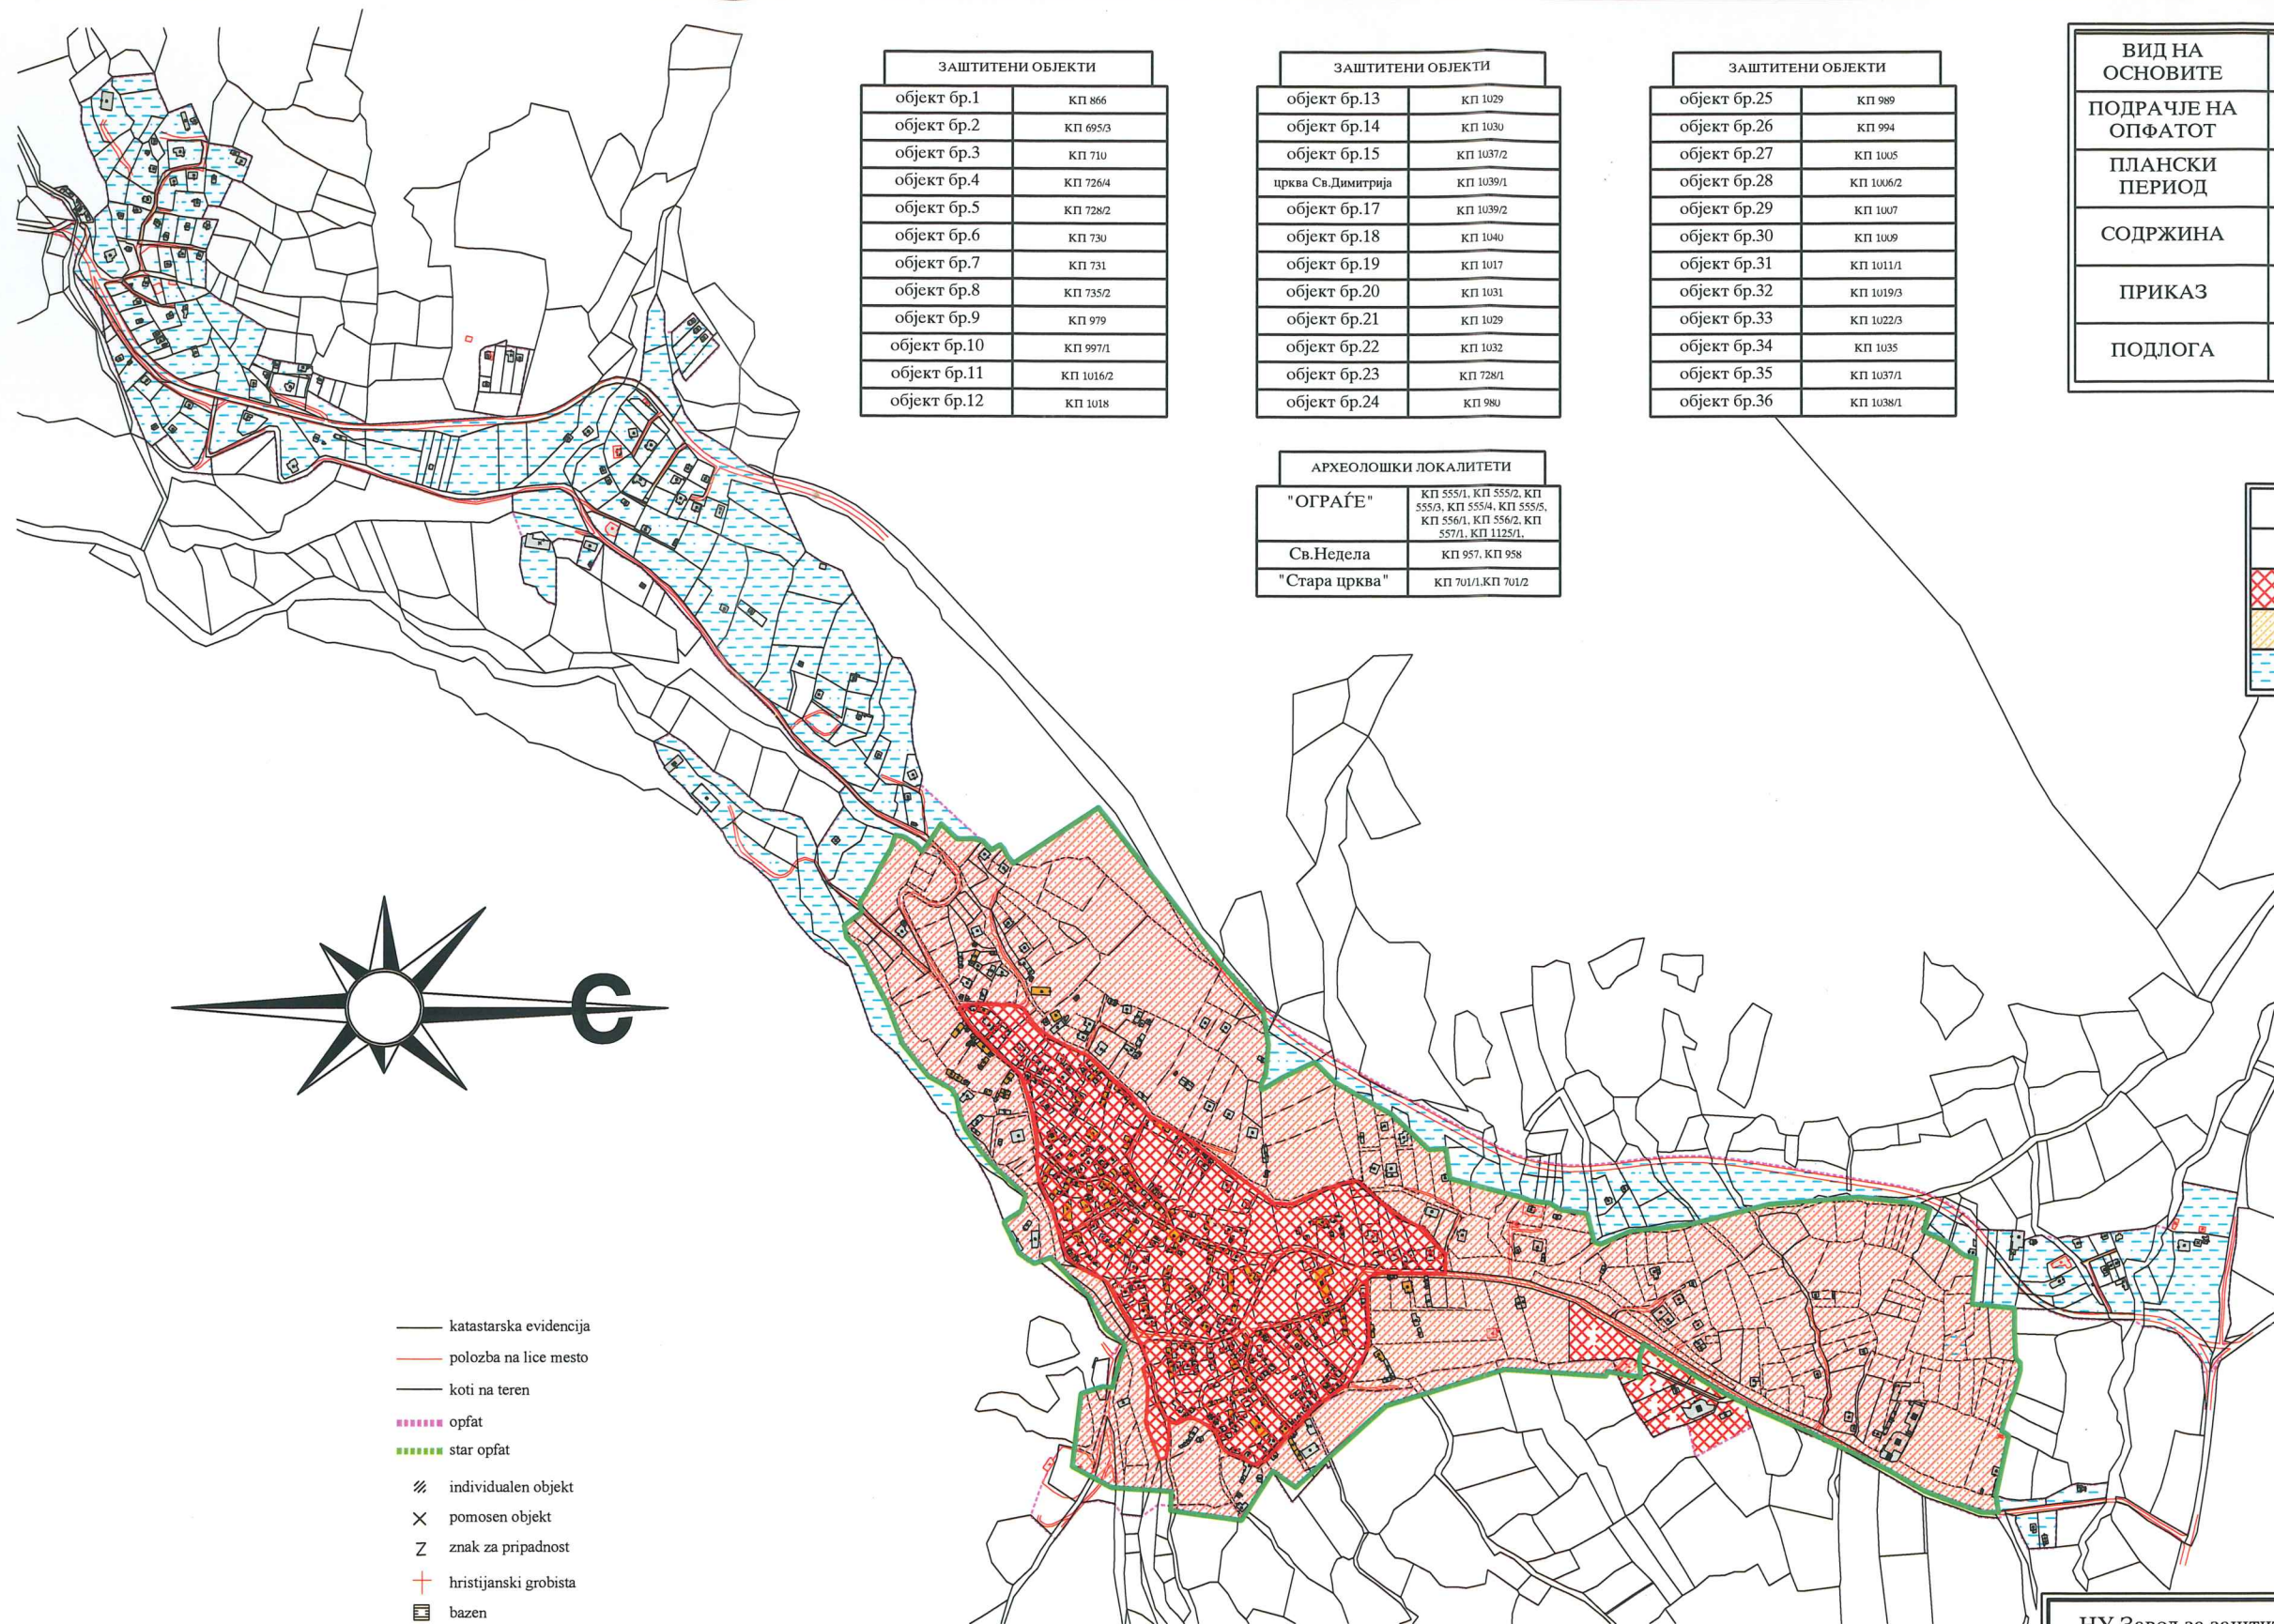 ЗАШТИТЕНИ ОБЈЕКТИ
објект бр.1 КП 866
објект бр.2 КП 695/3
објект бр.3 КП 710
објект бр.4 КП 726/4
објект бр.5 КП 728/2
објект бр.6 КП 730
објект бр.7 КП 731
објект бр.8 КП 735/2
објект бр.9 КП 979
објект бр.10 КП 997/1
објект бр.11 КП 1016/2
објект бр.12 КП 1018
ЗАШТИТЕНИ ОБЈЕКТИ
објект бр.13 КП 1029
објект бр.14 КП 1030
објект бр.15 КП 1037/2
црква Св.Димитрија КП 1039/1
објект бр.17 КП 1039/2
објект бр.18 КП 1040
објект бр.19 КП 1017
објект бр.20 КП 1031
објект бр.21 КП 1029
објект бр.22 КП 1032
објект бр.23 КП 728/1
објект бр.24 КП 980
ЗАШТИТЕНИ ОБЈЕКТИ
објект бр.25 КП 989
објект бр.26 КП 994
објект бр.27 КП 1005
објект бр.28 КП 1006/2
објект бр.29 КП 1007
објект бр.30 КП 1009
објект бр.31 КП 1011/1
објект бр.32 КП 1019/3
објект бр.33 КП 1022/3
објект бр.34 КП 1035
објект бр.35 КП 1037/1
објект бр.36 КП 1038/1
ВИД НА
ОСНОВИТЕ
ПОДРАЧЈЕ НА
ОПФАТОТ
ПЛАНСКИ
ПЕРИОД
СОДРЖИНА
ПРИКАЗ
ПОДЛОГА
АРХЕОЛОШКИ ЛОКАЛИТЕТИ
"ОГРАЃЕ" КП 555/1, КП 555/2, КП
555/3, КП 555/4, КП 555/5,
КП 556/1, КП 556/2, КП
557/1, КП 1125/1,
Св.Недела КП 957, КП 958
"Стара црква" КП 701/1,КП 701/2
С
katastarska evidencija
polozba na lice mesto
koti na teren
opfat
star opfat
individualen objekt
pomosen objekt
Z znak za pripadnost
hristijanski grobista
bazen
НУ Завод за заштит